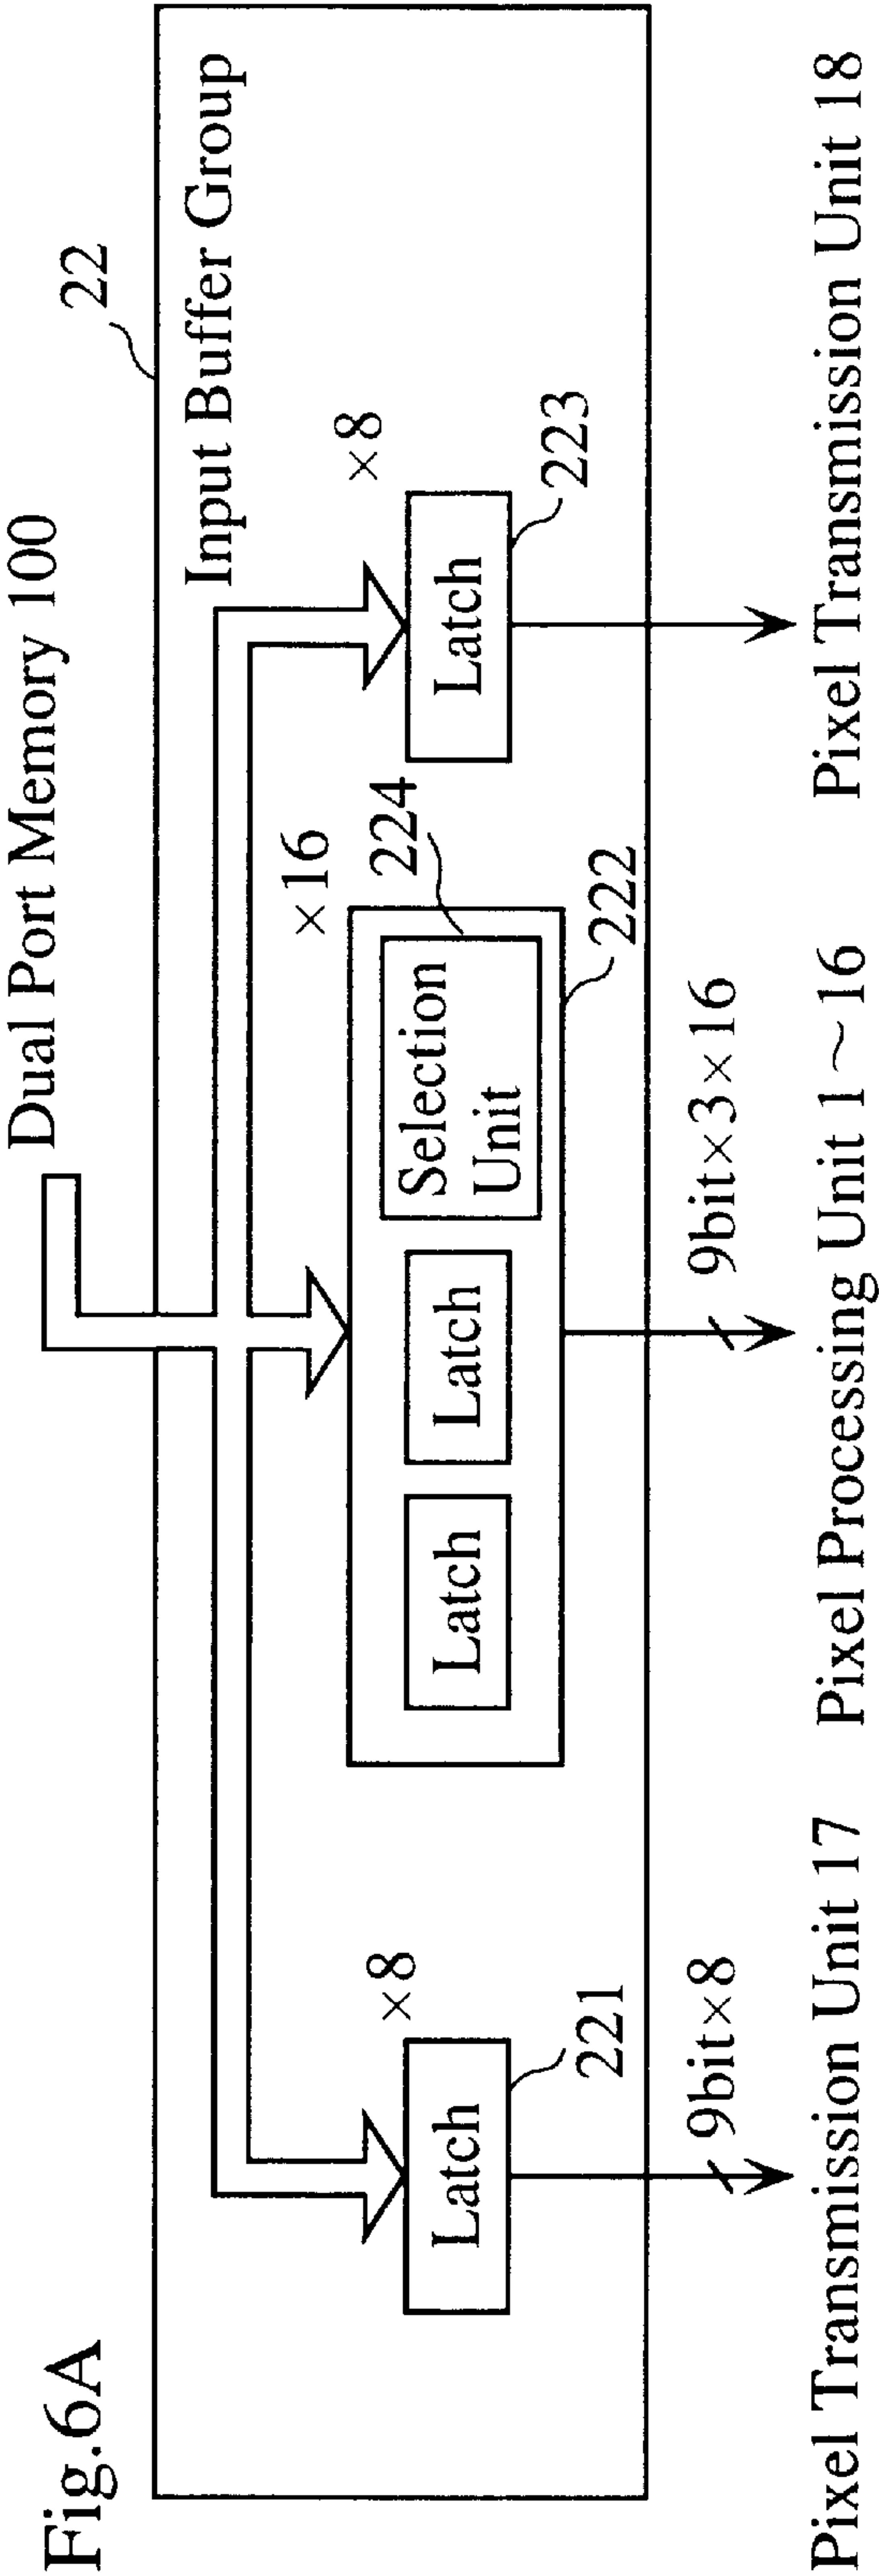 Fig.6A
Dual Port Memory 100
22
Input Buffer Group
×8
×16
×8
Latch
221
Latch
Latch
Selection
Unit
224
222
Latch
223
9bit×8
9bit×3×16
Pixel Transmission Unit 17
Pixel Processing Unit 1～16
Pixel Transmission Unit 18